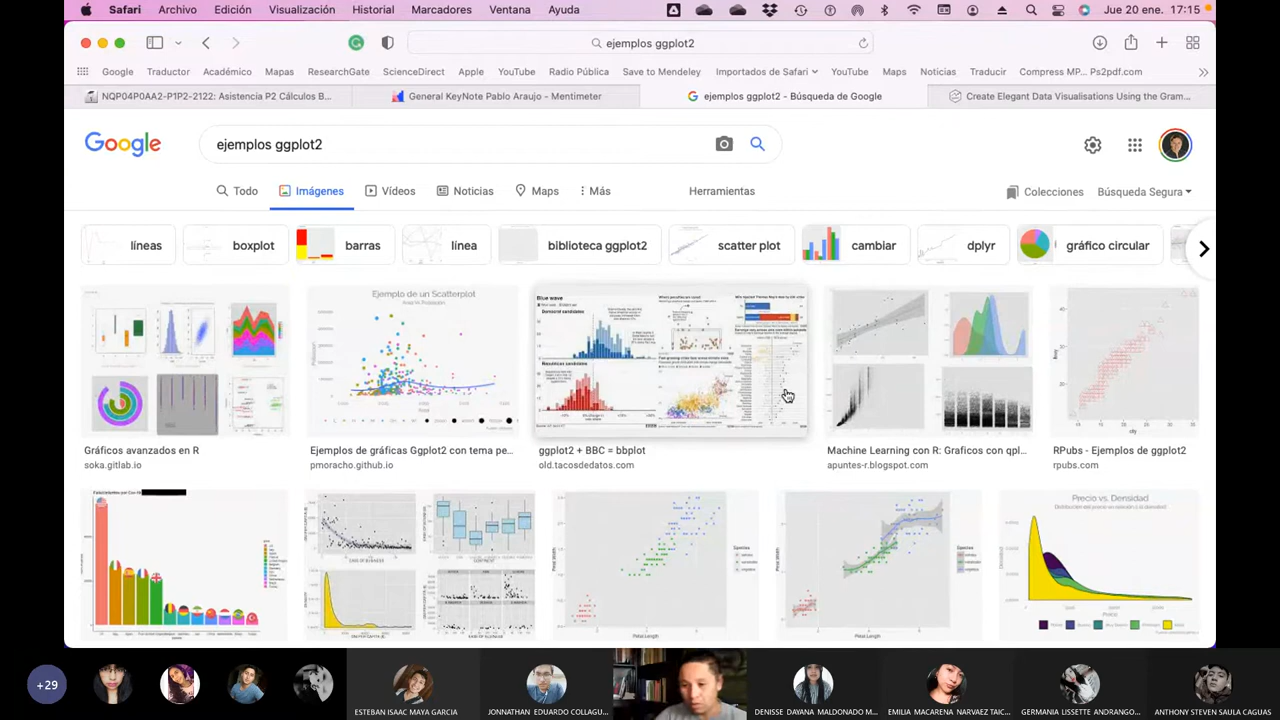 Safari Archivo Edición Visualización Historial Marcadores Ventana Ayuda Jue 20 ene. 17:15
ejemplos ggplot2
Google Traductor Académico Mapas ResearchGate ScienceDirect Apple YouTube Radio Pública Save to Mendeley Importados de Safari YouTube Maps Noticias Traducir Compress MP... Ps2pdf.com
NQP04P0AA2-P1P2-2122: Asistencia P2 Cálculos B... General KeyNote Pablo Araujo - Mentimeter ejemplos ggplot2 - Búsqueda de Google Create Elegant Data Visualisations Using the Gram...
Google ejemplos ggplot2
Todo Imágenes Vídeos Noticias Maps Más Herramientas Colecciones Búsqueda Segura
líneas boxplot barras línea biblioteca ggplot2 scatter plot cambiar dplyr gráfico circular
Ejemplo de un Scatterplot
Blue wave
Gráficos avanzados en R Ejemplos de gráficas Ggplot2 con tema pe... ggplot2 + BBC = bbplot Machine Learning con R: Graficos con qpl... RPubs - Ejemplos de ggplot2
soka.gitlab.io pmoracho.github.io old.tacosdedatos.com apuntes-r.blogspot.com rpubs.com
Precio vs. Densidad
Petal.Length Petal.Length
+29
ESTEBAN ISAAC MAYA GARCIA JONNATHAN EDUARDO COLLAGU... DENISSE DAYANA MALDONADO M... EMILIA MACARENA NARVAEZ TAIC... GERMANIA LISSETTE ANDRANGO... ANTHONY STEVEN SAULA CAGUAS